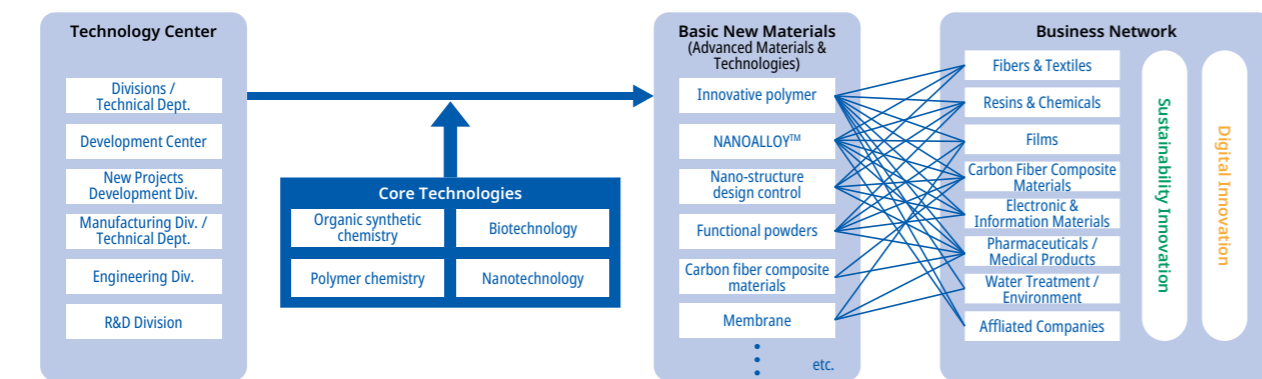 Technology Center
Divisions /
Technical Dept.
Development Center
New Projects
Development Div.
Manufacturing Div. /
Technical Dept.
Engineering Div.
R&D Division
Core Technologies
Organic synthetic
chemistry
Biotechnology
Polymer chemistry
Nanotechnology
Basic New Materials
(Advanced Materials &
Technologies)
Innovative polymer
NANOALLOY™
Nano-structure
design control
Functional powders
Carbon fiber composite
materials
Membrane
etc.
Business Network
Fibers & Textiles
Resins & Chemicals
Films
Carbon Fiber Composite
Materials
Electronic &
Information Materials
Pharmaceuticals /
Medical Products
Water Treatment /
Environment
Affliated Companies
Sustainability Innovation
Digital Innovation